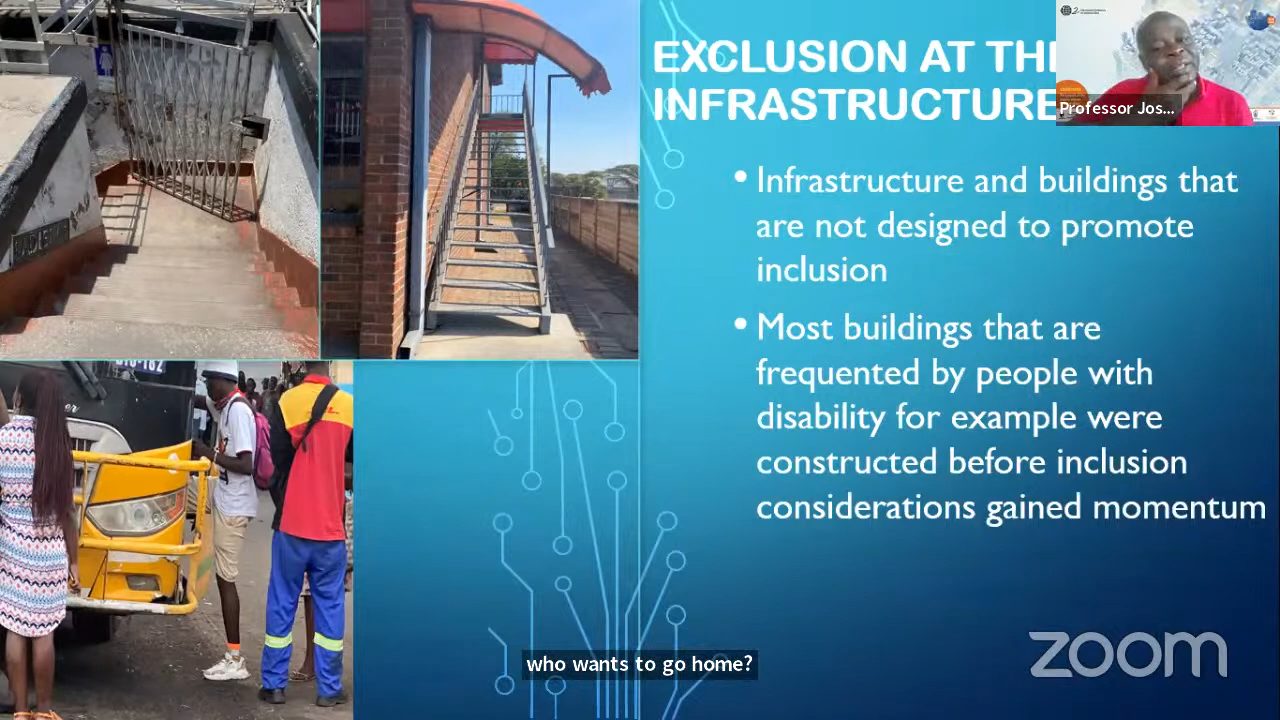 EXCLUSION AT TH
INFRASTRUCTURE
Professor Jos...
• Infrastructure and buildings that
are not designed to promote
inclusion
• Most buildings that are
frequented by people with
disability for example were
constructed before inclusion
considerations gained momentum
who wants to go home?
zoom